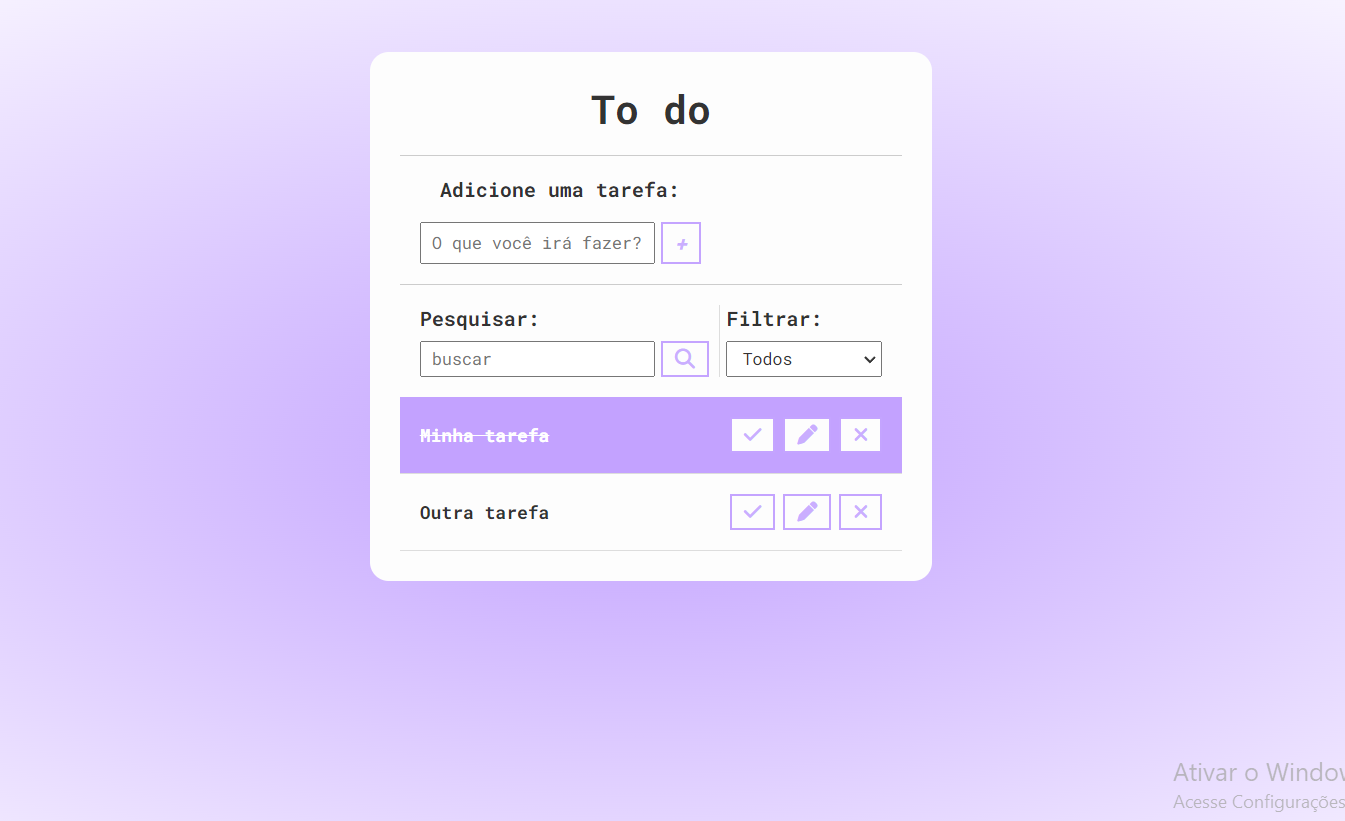 To do
Adicione uma tarefa:
O que você irá fazer? +
Pesquisar: Filtrar:
buscar Todos
Minha tarefa
Outra tarefa
Ativar o Window
Acesse Configurações